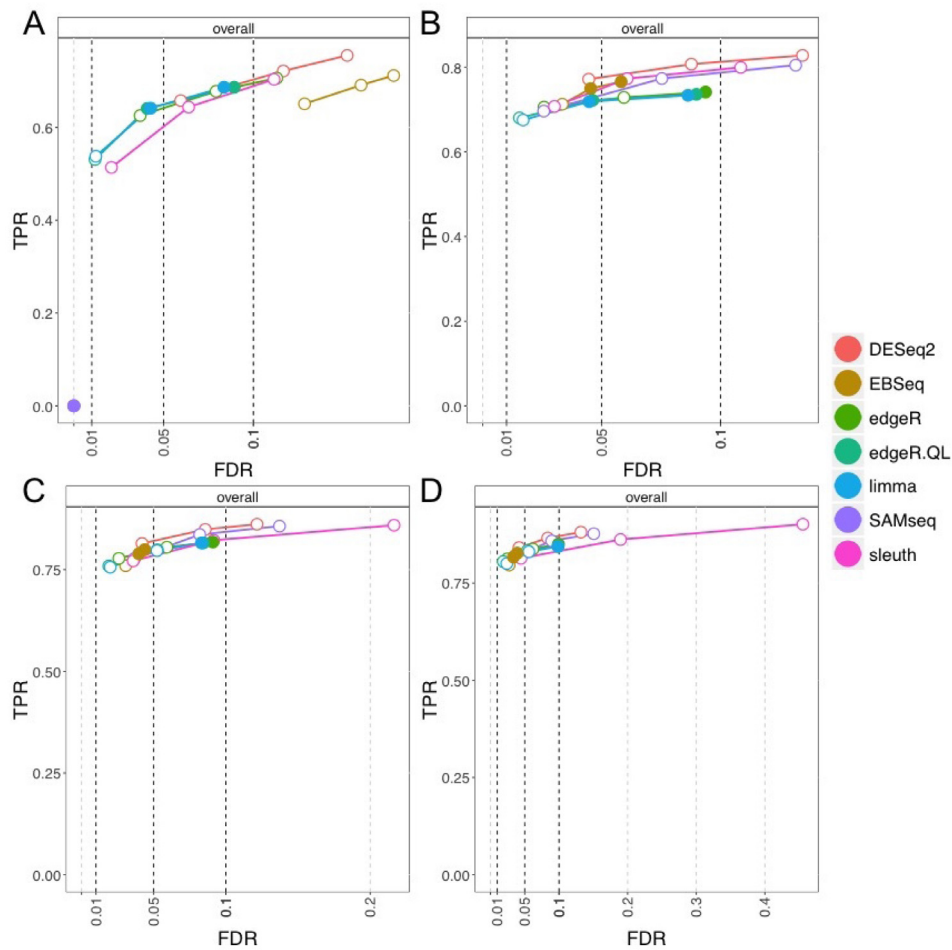 A
overall
TPR
0.6
0.4
0.2
0.0
0.01
0.05
0.1
FDR
B
overall
TPR
0.8
0.6
0.4
0.2
0.0
0.01
0.05
0.1
FDR
DESeq2
EBSeq
edgeR
edgeR.QL
limma
SAMseq
sleuth
C
overall
TPR
0.75
0.50
0.25
0.00
0.01
0.05
0.1
0.2
FDR
D
overall
TPR
0.75
0.50
0.25
0.00
0.01
0.05
0.1
0.2
0.3
0.4
FDR